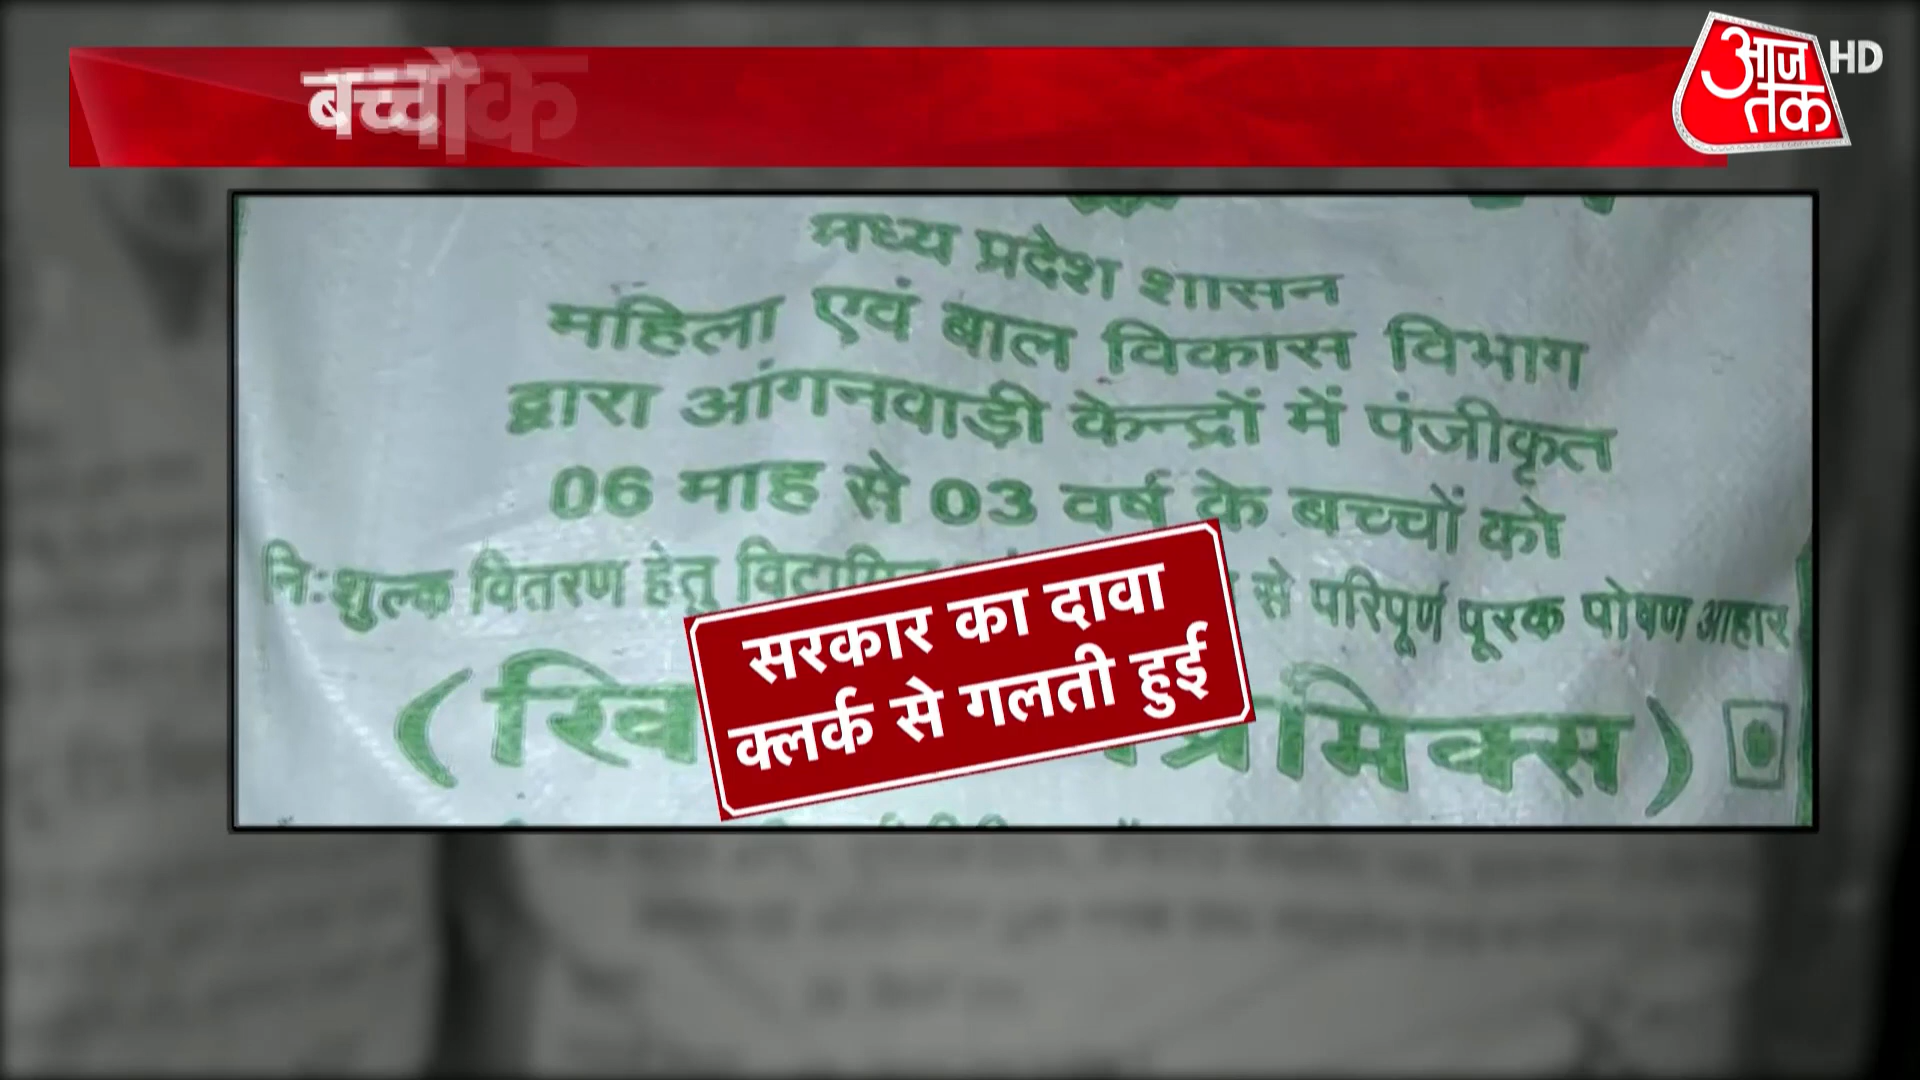 बच्चों के
आज
तक
HD
मध्य प्रदेश शासन
महिला एवं बाल विकास विभाग
द्वारा आंगनवाड़ी केन्द्रों में पंजीकृत
06 माह से 03 वर्ष के बच्चों को
निःशुल्क वितरण हेतु से परिपूर्ण पूरक पोषण आहार
सरकार का दावा
क्लर्क से गलती हुई